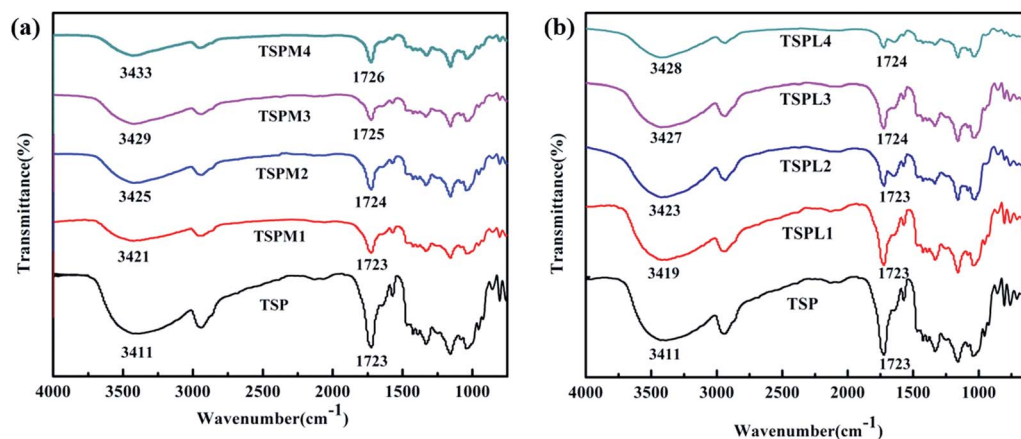 (a)
Transmittance(%)
TSPM4
3433
1726
TSPM3
3429
1725
TSPM2
3425
1724
TSPM1
3421
1723
TSP
3411
1723
4000 3500 3000 2500 2000 1500 1000
Wavenumber(cm-1)
(b)
Transmittance(%)
TSPL4
3428
1724
TSPL3
3427
1724
TSPL2
3423
1723
TSPL1
3419
1723
TSP
3411
1723
4000 3500 3000 2500 2000 1500 1000
Wavenumber(cm-1)